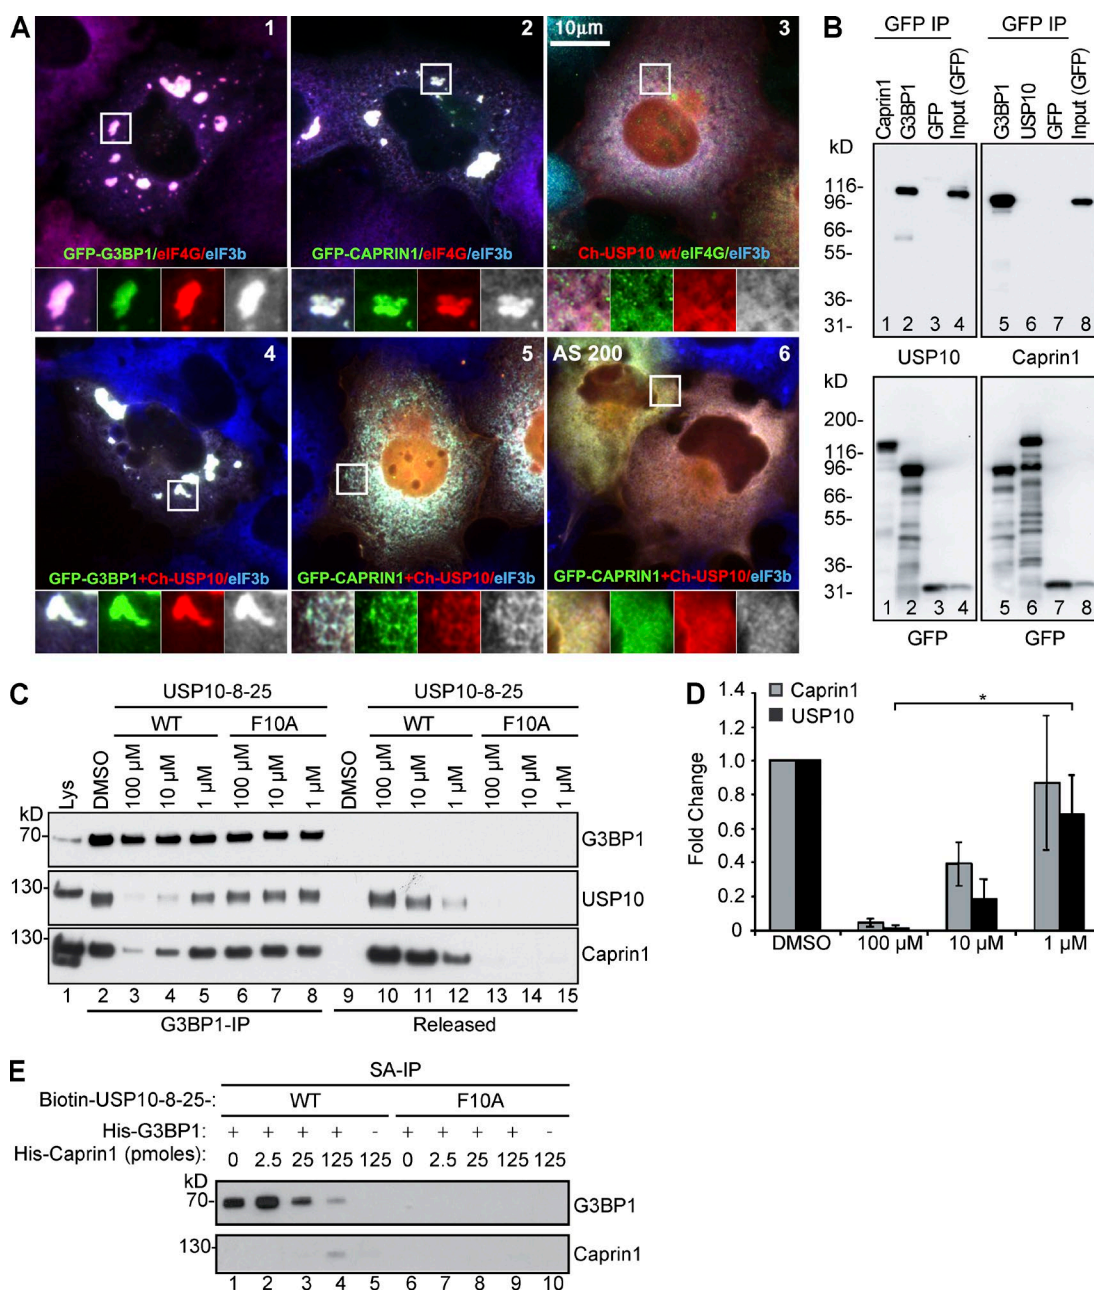 A
1
2
10µm
3
GFP-G3BP1/eIF4G/eIF3b
GFP-CAPRIN1/eIF4G/eIF3b
Ch-USP10 wt/eIF4G/eIF3b
4
5
AS 200
6
GFP-G3BP1+Ch-USP10/eIF3b
GFP-CAPRIN1+Ch-USP10/eIF3b
GFP-CAPRIN1+Ch-USP10/eIF3b
B
GFP IP
GFP IP
Caprin1
G3BP1
GFP
Input (GFP)
G3BP1
USP10
GFP
Input (GFP)
kD
116-
96-
66-
55-
36-
31-
1 2 3 4
5 6 7 8
USP10
Caprin1
kD
200-
116-
96-
66-
55-
36-
31-
1 2 3 4
5 6 7 8
GFP
GFP
C
USP10-8-25
USP10-8-25
WT
F10A
WT
F10A
Lys
DMSO
100 µM
10 µM
1 µM
100 µM
10 µM
1 µM
DMSO
100 µM
10 µM
1 µM
100 µM
10 µM
1 µM
kD
70-
G3BP1
130-
USP10
130-
Caprin1
1 2 3 4 5 6 7 8 9 10 11 12 13 14 15
G3BP1-IP
Released
D
Fold Change
1.4
1.2
1.0
0.8
0.6
0.4
0.2
0
Caprin1
USP10
*
DMSO 100 µM 10 µM 1 µM
E
SA-IP
Biotin-USP10-8-25-: WT F10A
His-G3BP1: + + + + - + + + + -
His-Caprin1 (pmoles): 0 2.5 25 125 125 0 2.5 25 125 125
kD
70-
G3BP1
130-
Caprin1
1 2 3 4 5 6 7 8 9 10